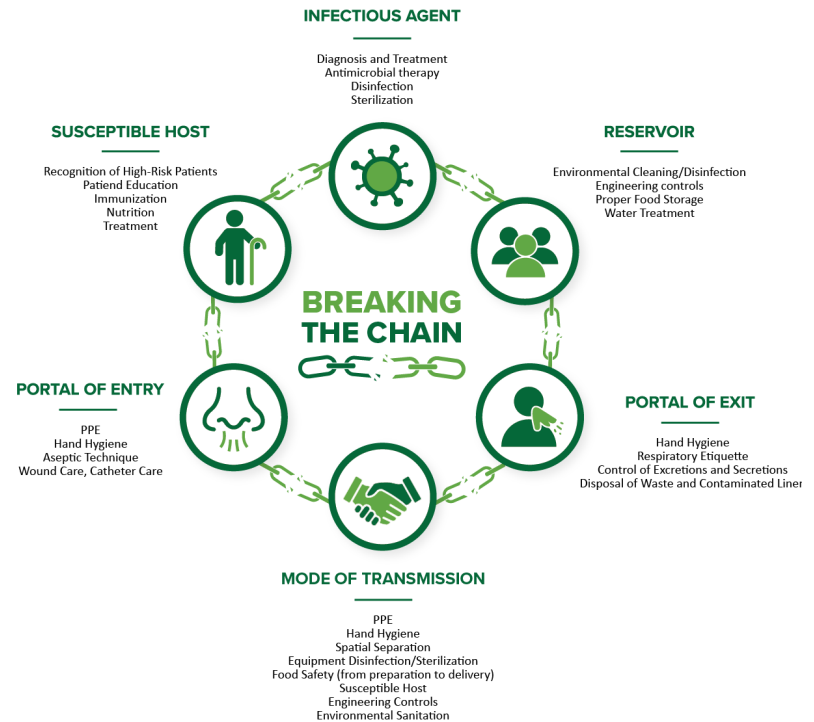 INFECTIOUS AGENT
Diagnosis and Treatment
Antimicrobial therapy
Disinfection
Sterilization
SUSCEPTIBLE HOST
Recognition of High-Risk Patients
Patiend Education
Immunization
Nutrition
Treatment
RESERVOIR
Environmental Cleaning/Disinfection
Engineering controls
Proper Food Storage
Water Treatment
BREAKING
THE CHAIN
PORTAL OF ENTRY
PPE
Hand Hygiene
Aseptic Technique
Wound Care, Catheter Care
PORTAL OF EXIT
Hand Hygiene
Respiratory Etiquette
Control of Excretions and Secretions
Disposal of Waste and Contaminated Liner
MODE OF TRANSMISSION
PPE
Hand Hygiene
Spatial Separation
Equipment Disinfection/Sterilization
Food Safety (from preparation to delivery)
Susceptible Host
Engineering Controls
Environmental Sanitation